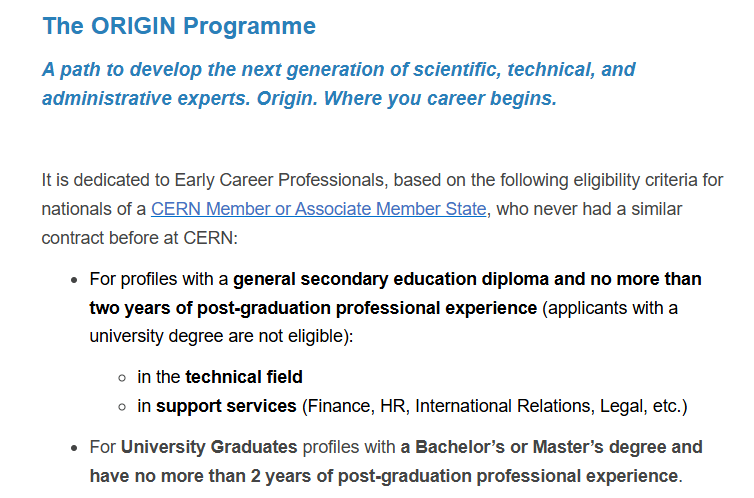 The ORIGIN Programme
A path to develop the next generation of scientific, technical, and
administrative experts. Origin. Where you career begins.
It is dedicated to Early Career Professionals, based on the following eligibility criteria for
nationals of a CERN Member or Associate Member State, who never had a similar
contract before at CERN:
• For profiles with a general secondary education diploma and no more than
two years of post-graduation professional experience (applicants with a
university degree are not eligible):
◦ in the technical field
◦ in support services (Finance, HR, International Relations, Legal, etc.)
• For University Graduates profiles with a Bachelor’s or Master’s degree and
have no more than 2 years of post-graduation professional experience.